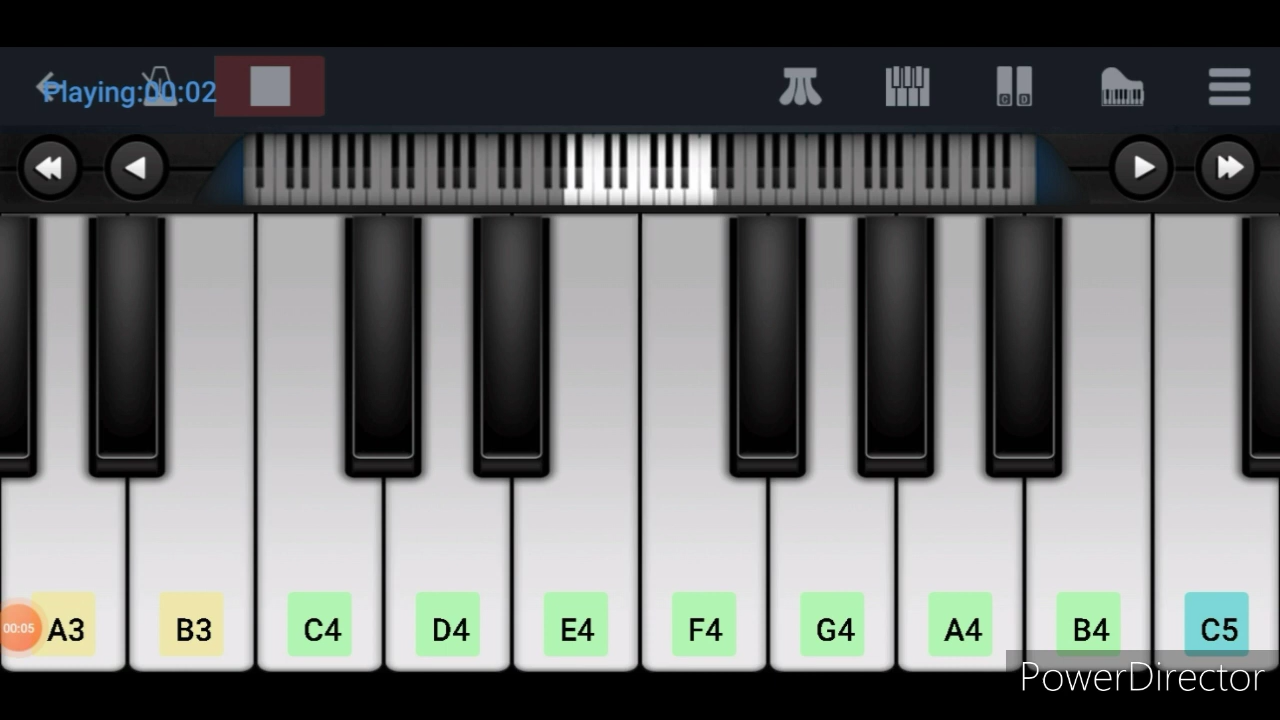 Playing:00:02
C D
00:05
A3 B3 C4 D4 E4 F4 G4 A4 B4 C5
PowerDirector